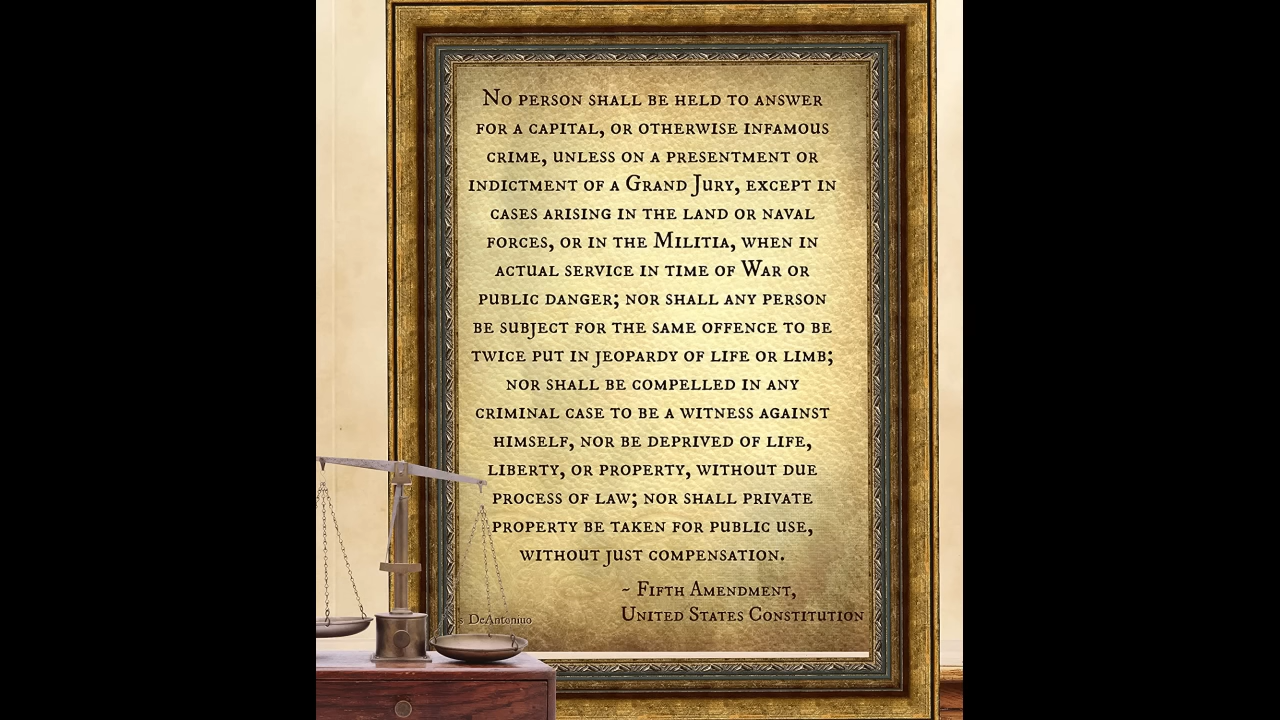 No person shall be held to answer
for a capital, or otherwise infamous
crime, unless on a presentment or
indictment of a Grand Jury, except in
cases arising in the land or naval
forces, or in the Militia, when in
actual service in time of War or
public danger; nor shall any person
be subject for the same offence to be
twice put in jeopardy of life or limb;
nor shall be compelled in any
criminal case to be a witness against
himself, nor be deprived of life,
liberty, or property, without due
process of law; nor shall private
property be taken for public use,
without just compensation.
~ Fifth Amendment,
United States Constitution
DeAntonio